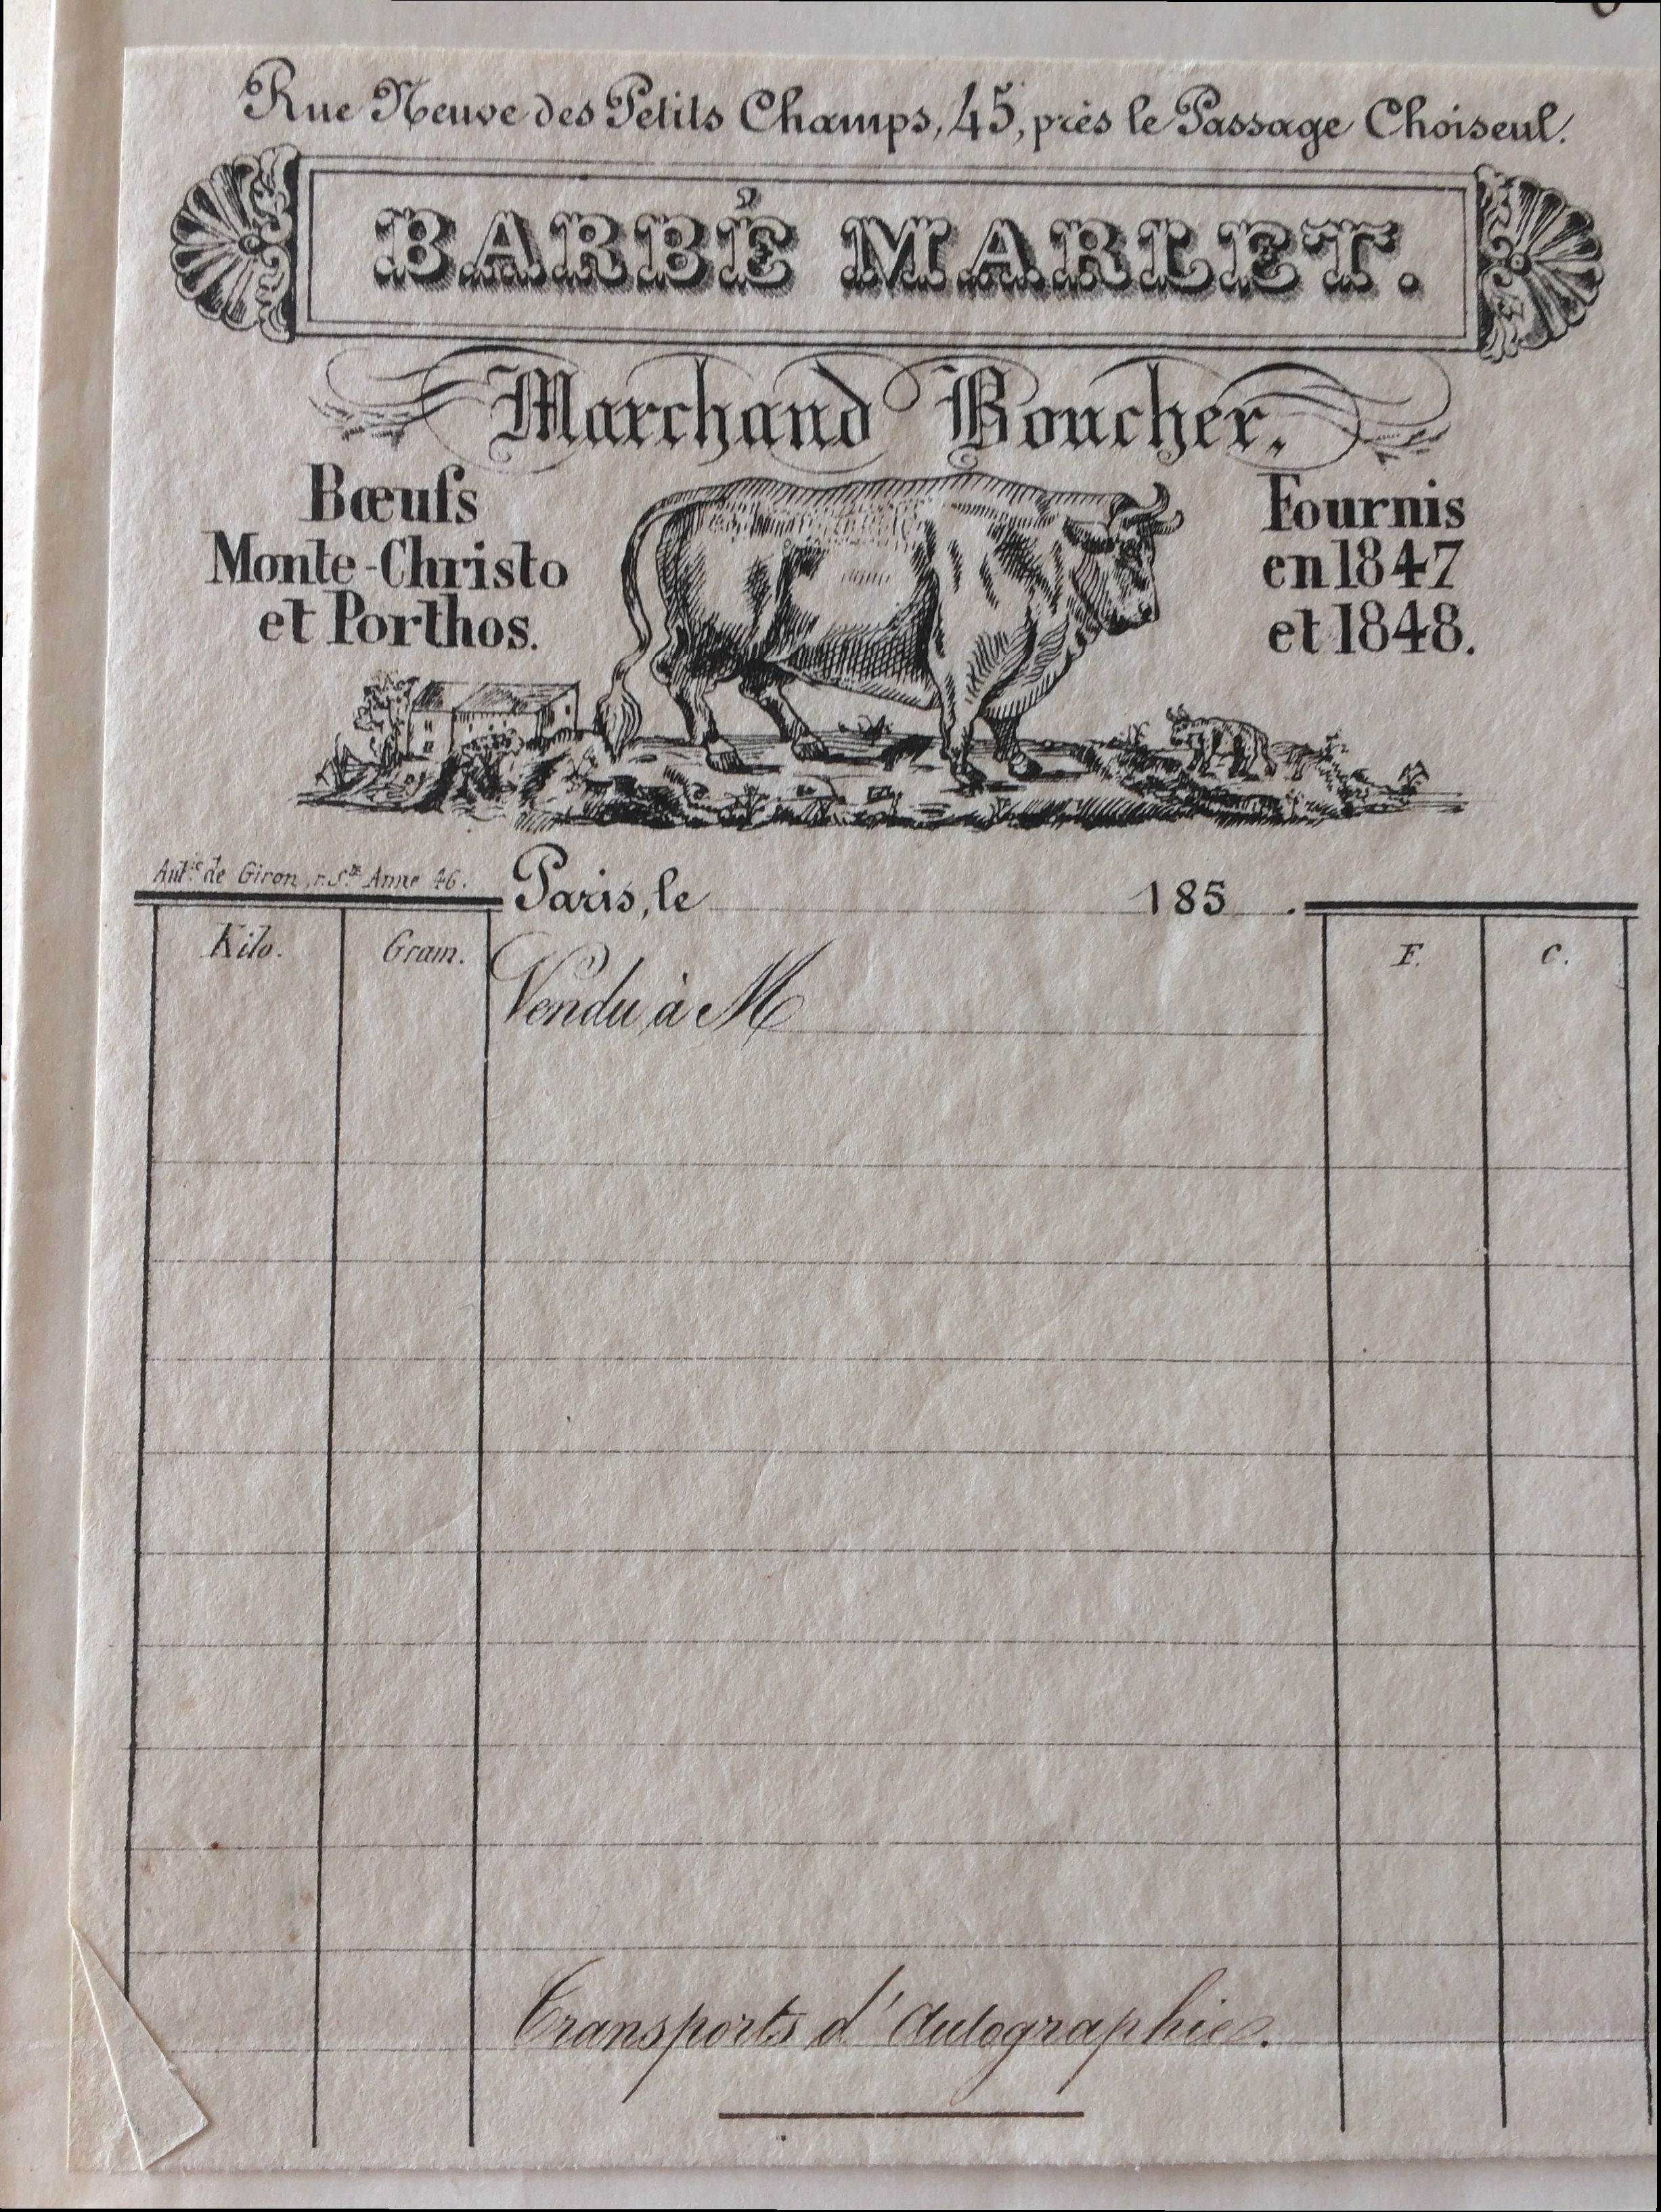 Rue Neuve des Petits Champs, 45, près le Passage Choiseul.
BARBÉ MARLET.
Marchand Boucher,
Bœufs
Monte-Christo
et Porthos.
Fournis
en 1847
et 1848.
Autie de Giron, r. Ste Anne 46.
Paris, le 185 .
Kilo. Gram. F. C.
Vendu à M
Transports d'Autographies.